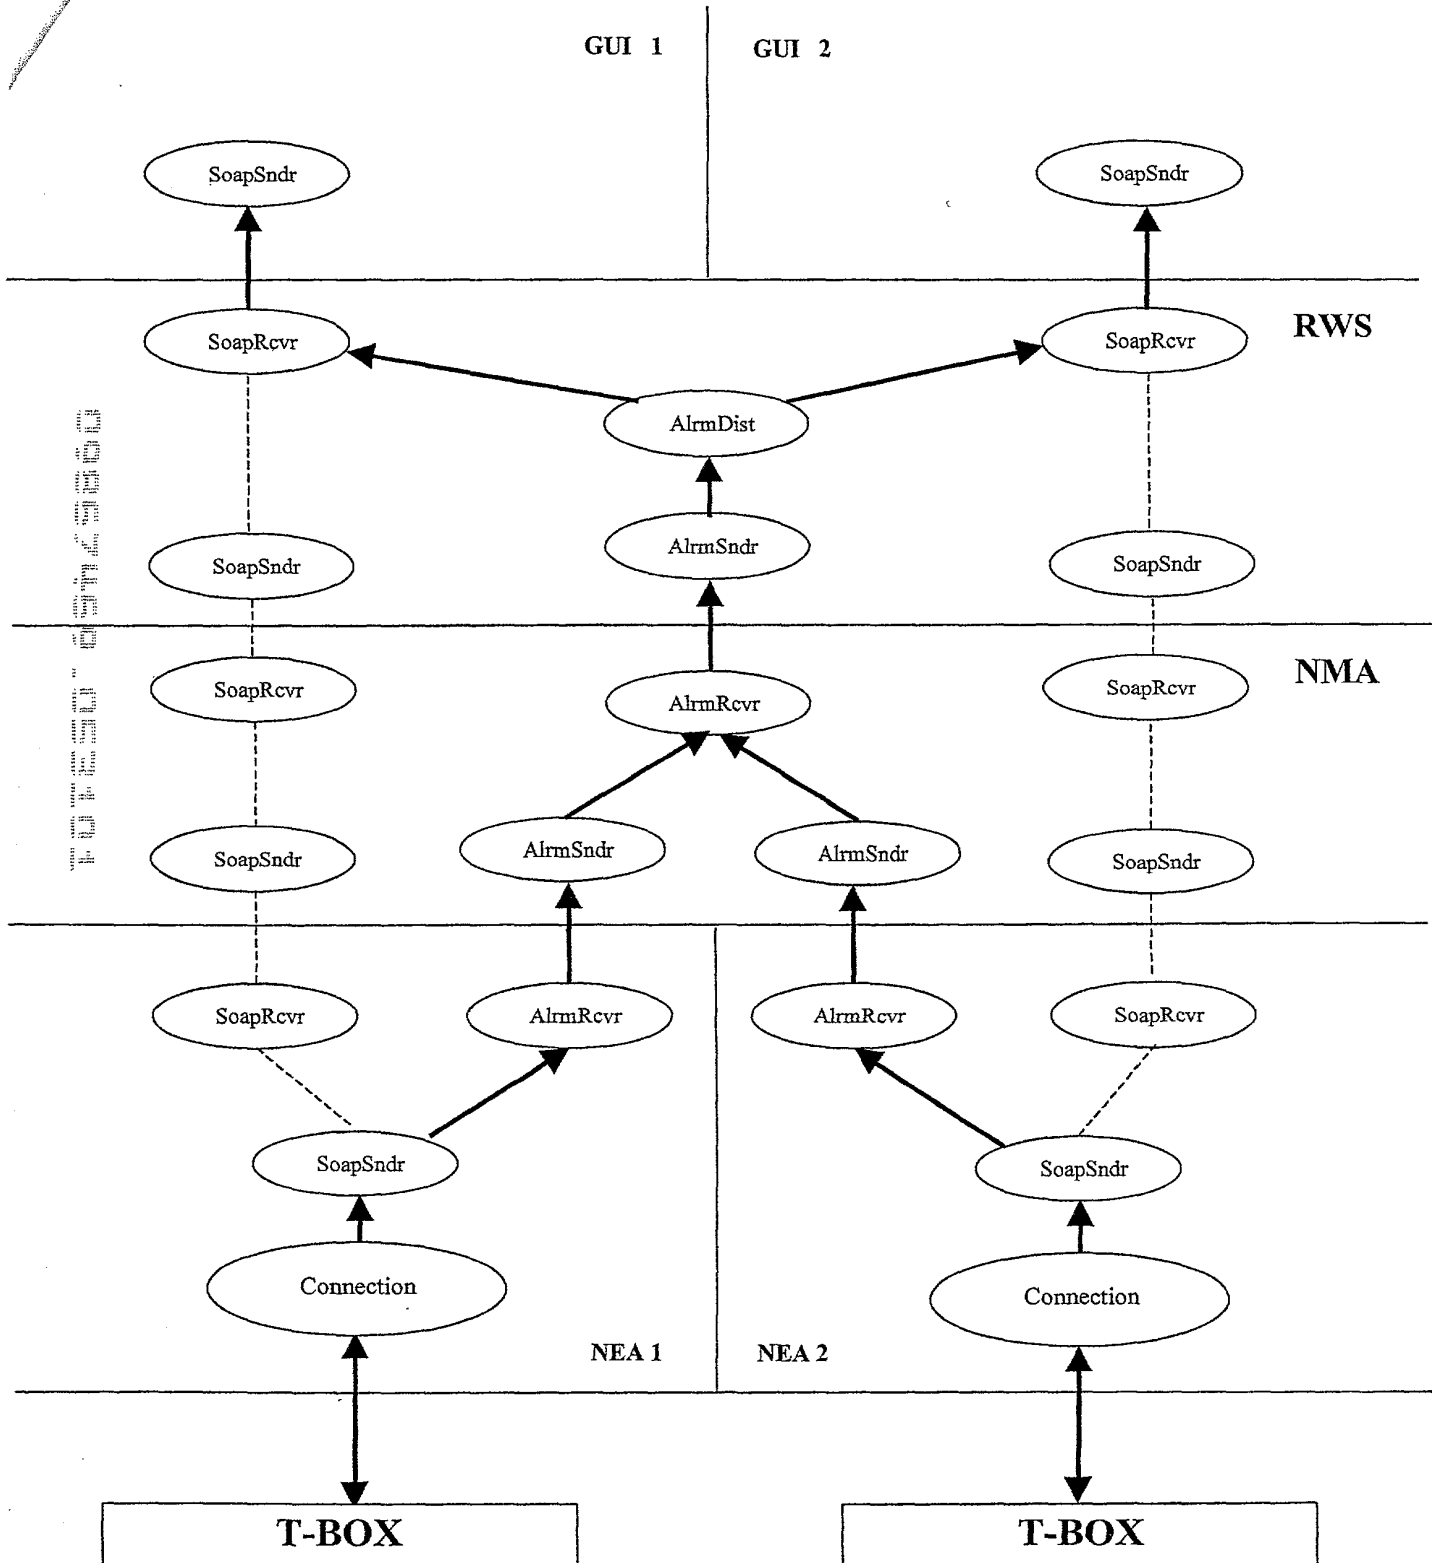 GUI 1
GUI 2
SoapSndr
SoapSndr
RWS
SoapRcvr
SoapRcvr
AlrmDist
AlrmSndr
SoapSndr
SoapSndr
NMA
SoapRcvr
AlrmRcvr
SoapRcvr
SoapSndr
AlrmSndr
AlrmSndr
SoapSndr
SoapRcvr
AlrmRcvr
AlrmRcvr
SoapRcvr
SoapSndr
SoapSndr
Connection
Connection
NEA 1
NEA 2
T-BOX
T-BOX